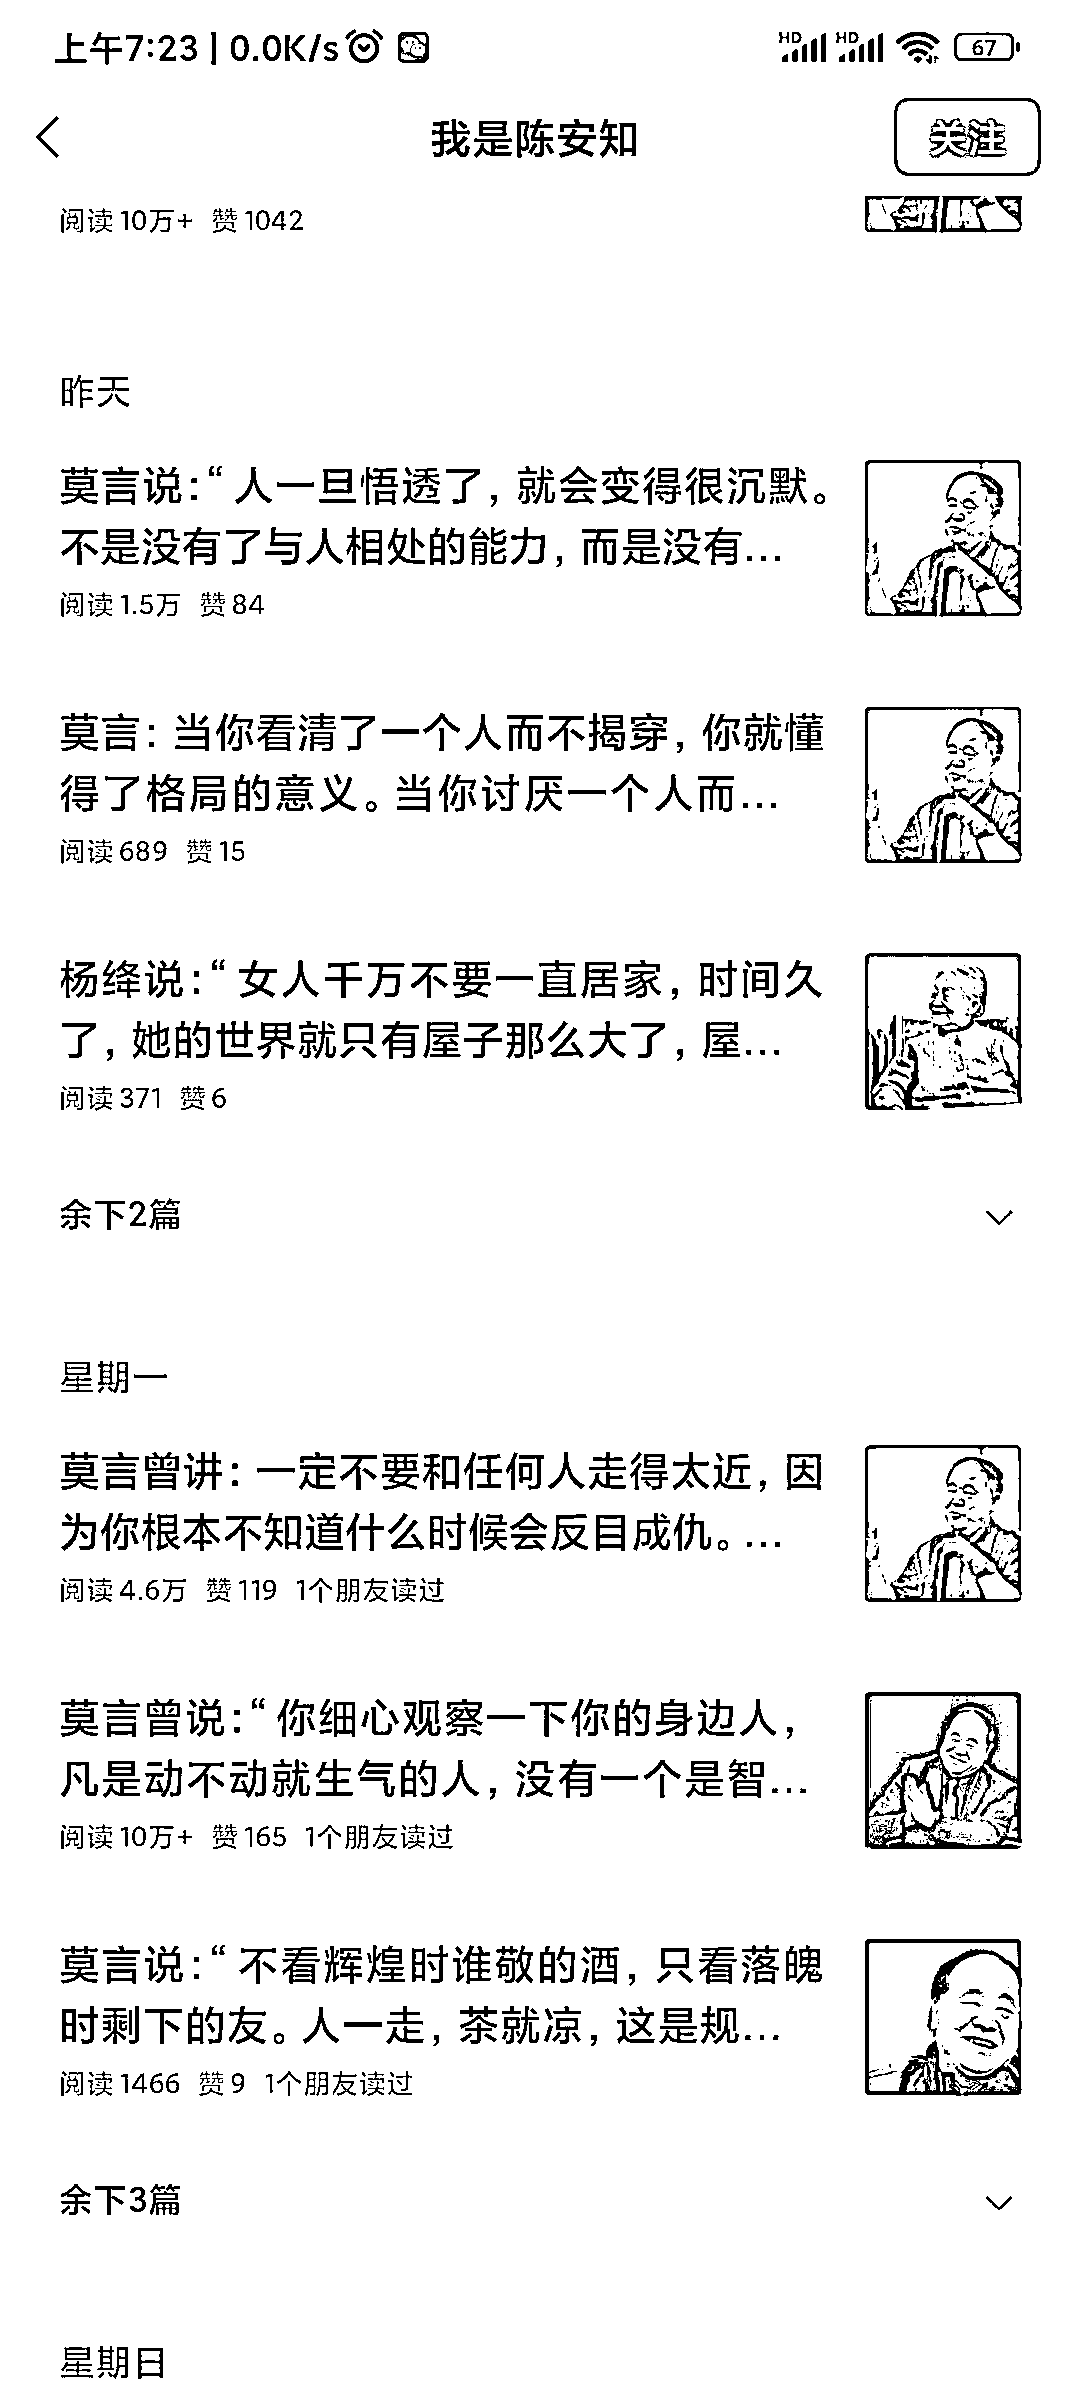 上午7:23 | 0.0K/s
HD HD 67
我是陈安知
关注
阅读 10万+ 赞 1042
昨天
莫言说：“ 人一旦悟透了，就会变得很沉默。
不是没有了与人相处的能力，而是没有...
阅读 1.5万 赞 84
莫言：当你看清了一个人而不揭穿，你就懂
得了格局的意义。当你讨厌一个人而...
阅读 689 赞 15
杨绛说：“ 女人千万不要一直居家，时间久
了，她的世界就只有屋子那么大了，屋...
阅读 371 赞 6
余下2篇
星期一
莫言曾讲：一定不要和任何人走得太近，因
为你根本不知道什么时候会反目成仇。...
阅读 4.6万 赞 119 1个朋友读过
莫言曾说：“ 你细心观察一下你的身边人，
凡是动不动就生气的人，没有一个是智...
阅读 10万+ 赞 165 1个朋友读过
莫言说：“ 不看辉煌时谁敬的酒，只看落魄
时剩下的友。人一走，茶就凉，这是规...
阅读 1466 赞 9 1个朋友读过
余下3篇
星期日